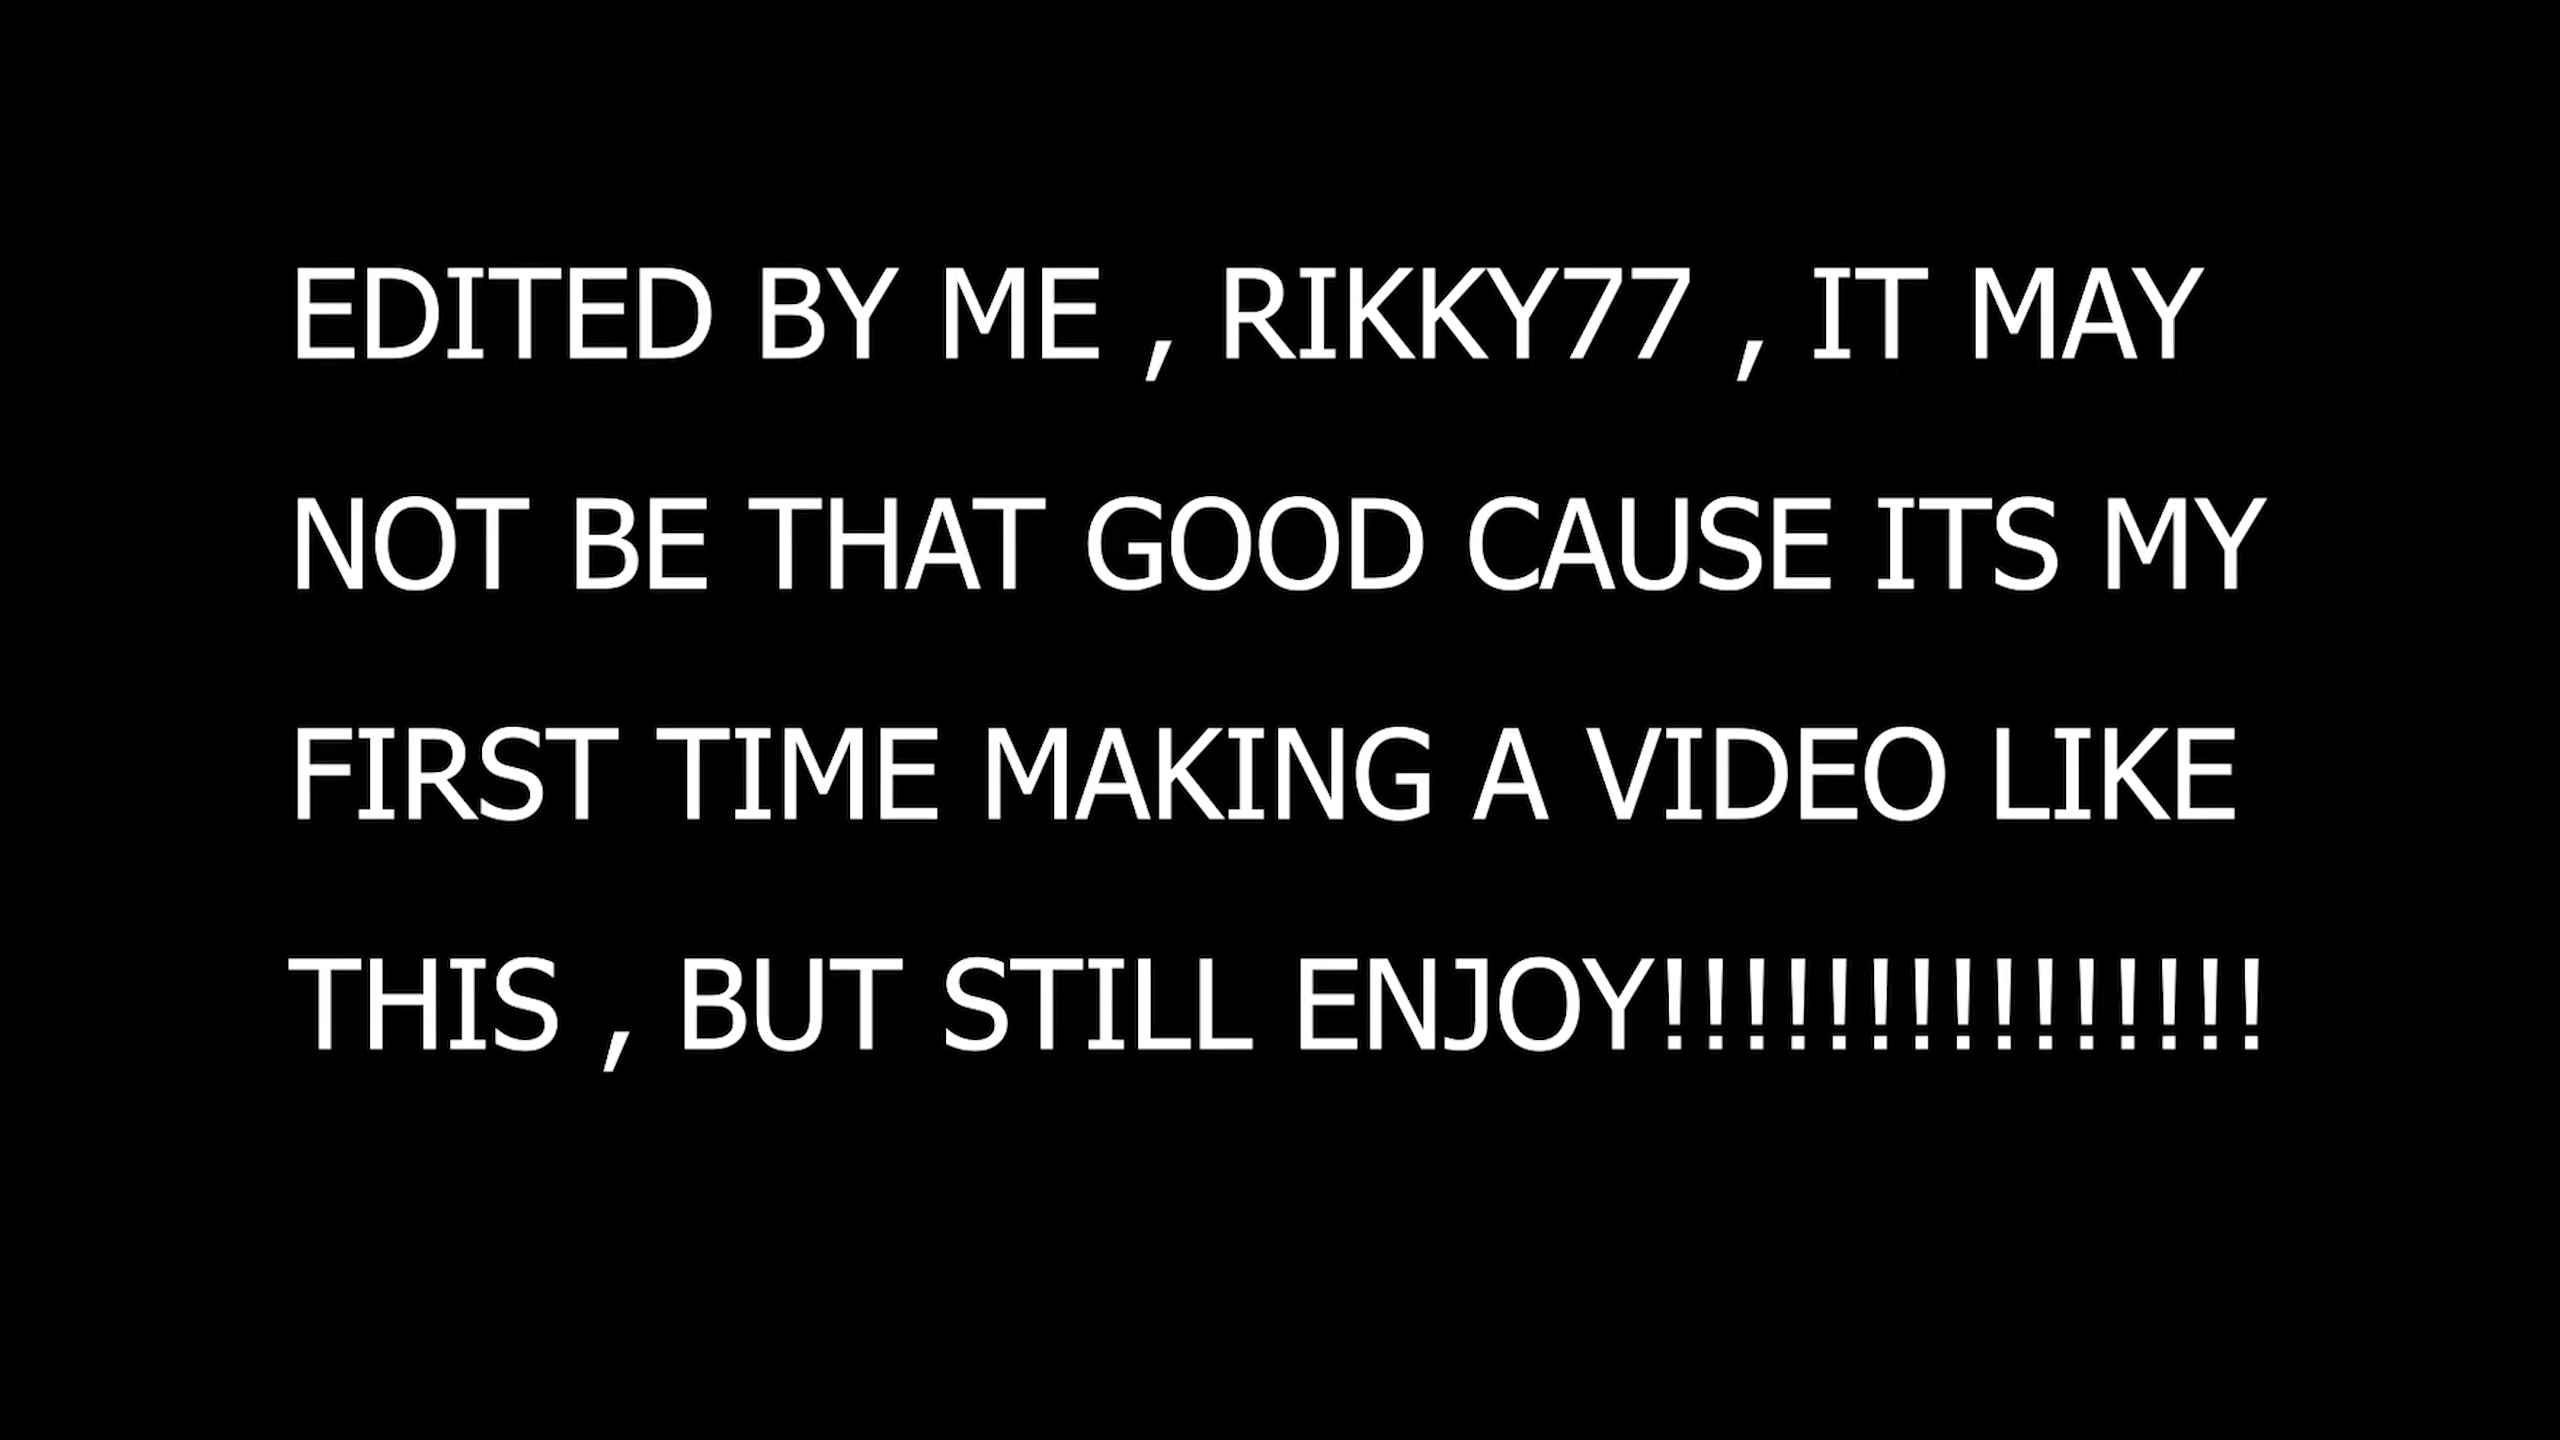 EDITED BY ME , RIKKY77 , IT MAY
NOT BE THAT GOOD CAUSE ITS MY
FIRST TIME MAKING A VIDEO LIKE
THIS , BUT STILL ENJOY!!!!!!!!!!!!!!!